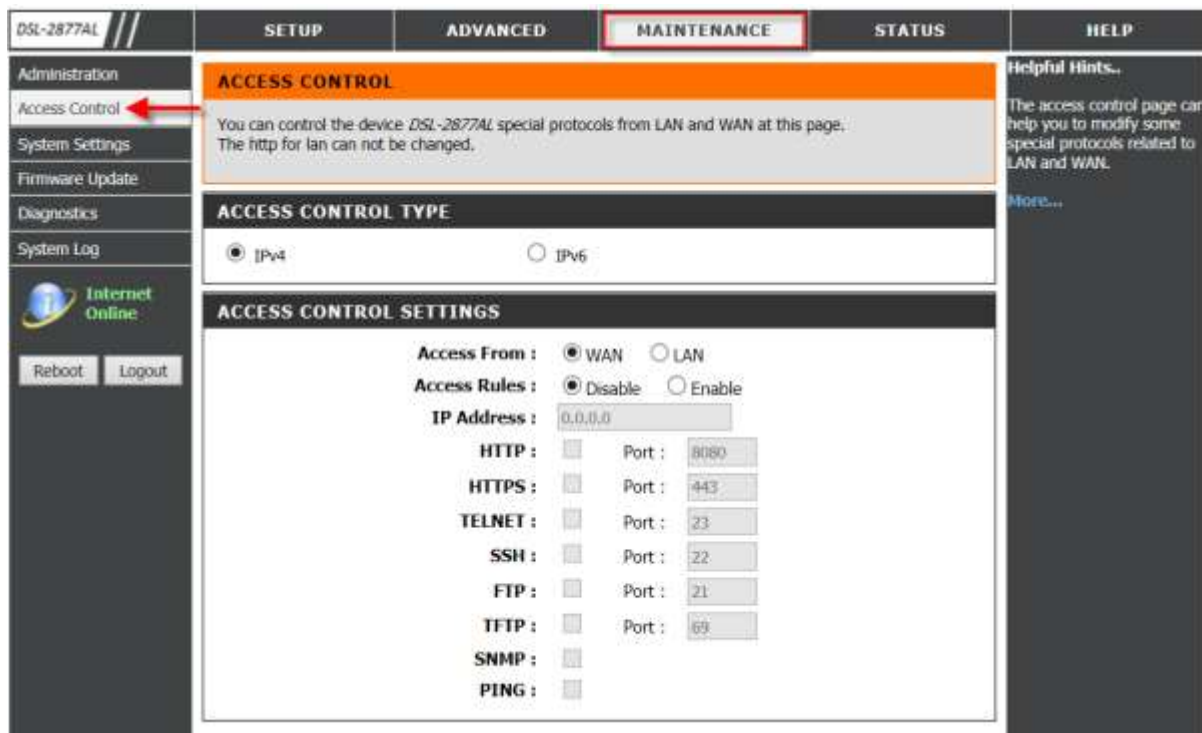 DSL-2877AL
SETUP
ADVANCED
MAINTENANCE
STATUS
HELP
Administration
Access Control
System Settings
Firmware Update
Diagnostics
System Log
Internet
Online
Reboot
Logout
ACCESS CONTROL
You can control the device DSL-2877AL special protocols from LAN and WAN at this page.
The http for lan can not be changed.
ACCESS CONTROL TYPE
IPv4 IPv6
ACCESS CONTROL SETTINGS
Access From : WAN LAN
Access Rules : Disable Enable
IP Address : 0.0.0.0
HTTP : Port : 8080
HTTPS : Port : 443
TELNET : Port : 23
SSH : Port : 22
FTP : Port : 21
TFTP : Port : 69
SNMP :
PING :
Helpful Hints..
The access control page can
help you to modify some
special protocols related to
LAN and WAN.
More...